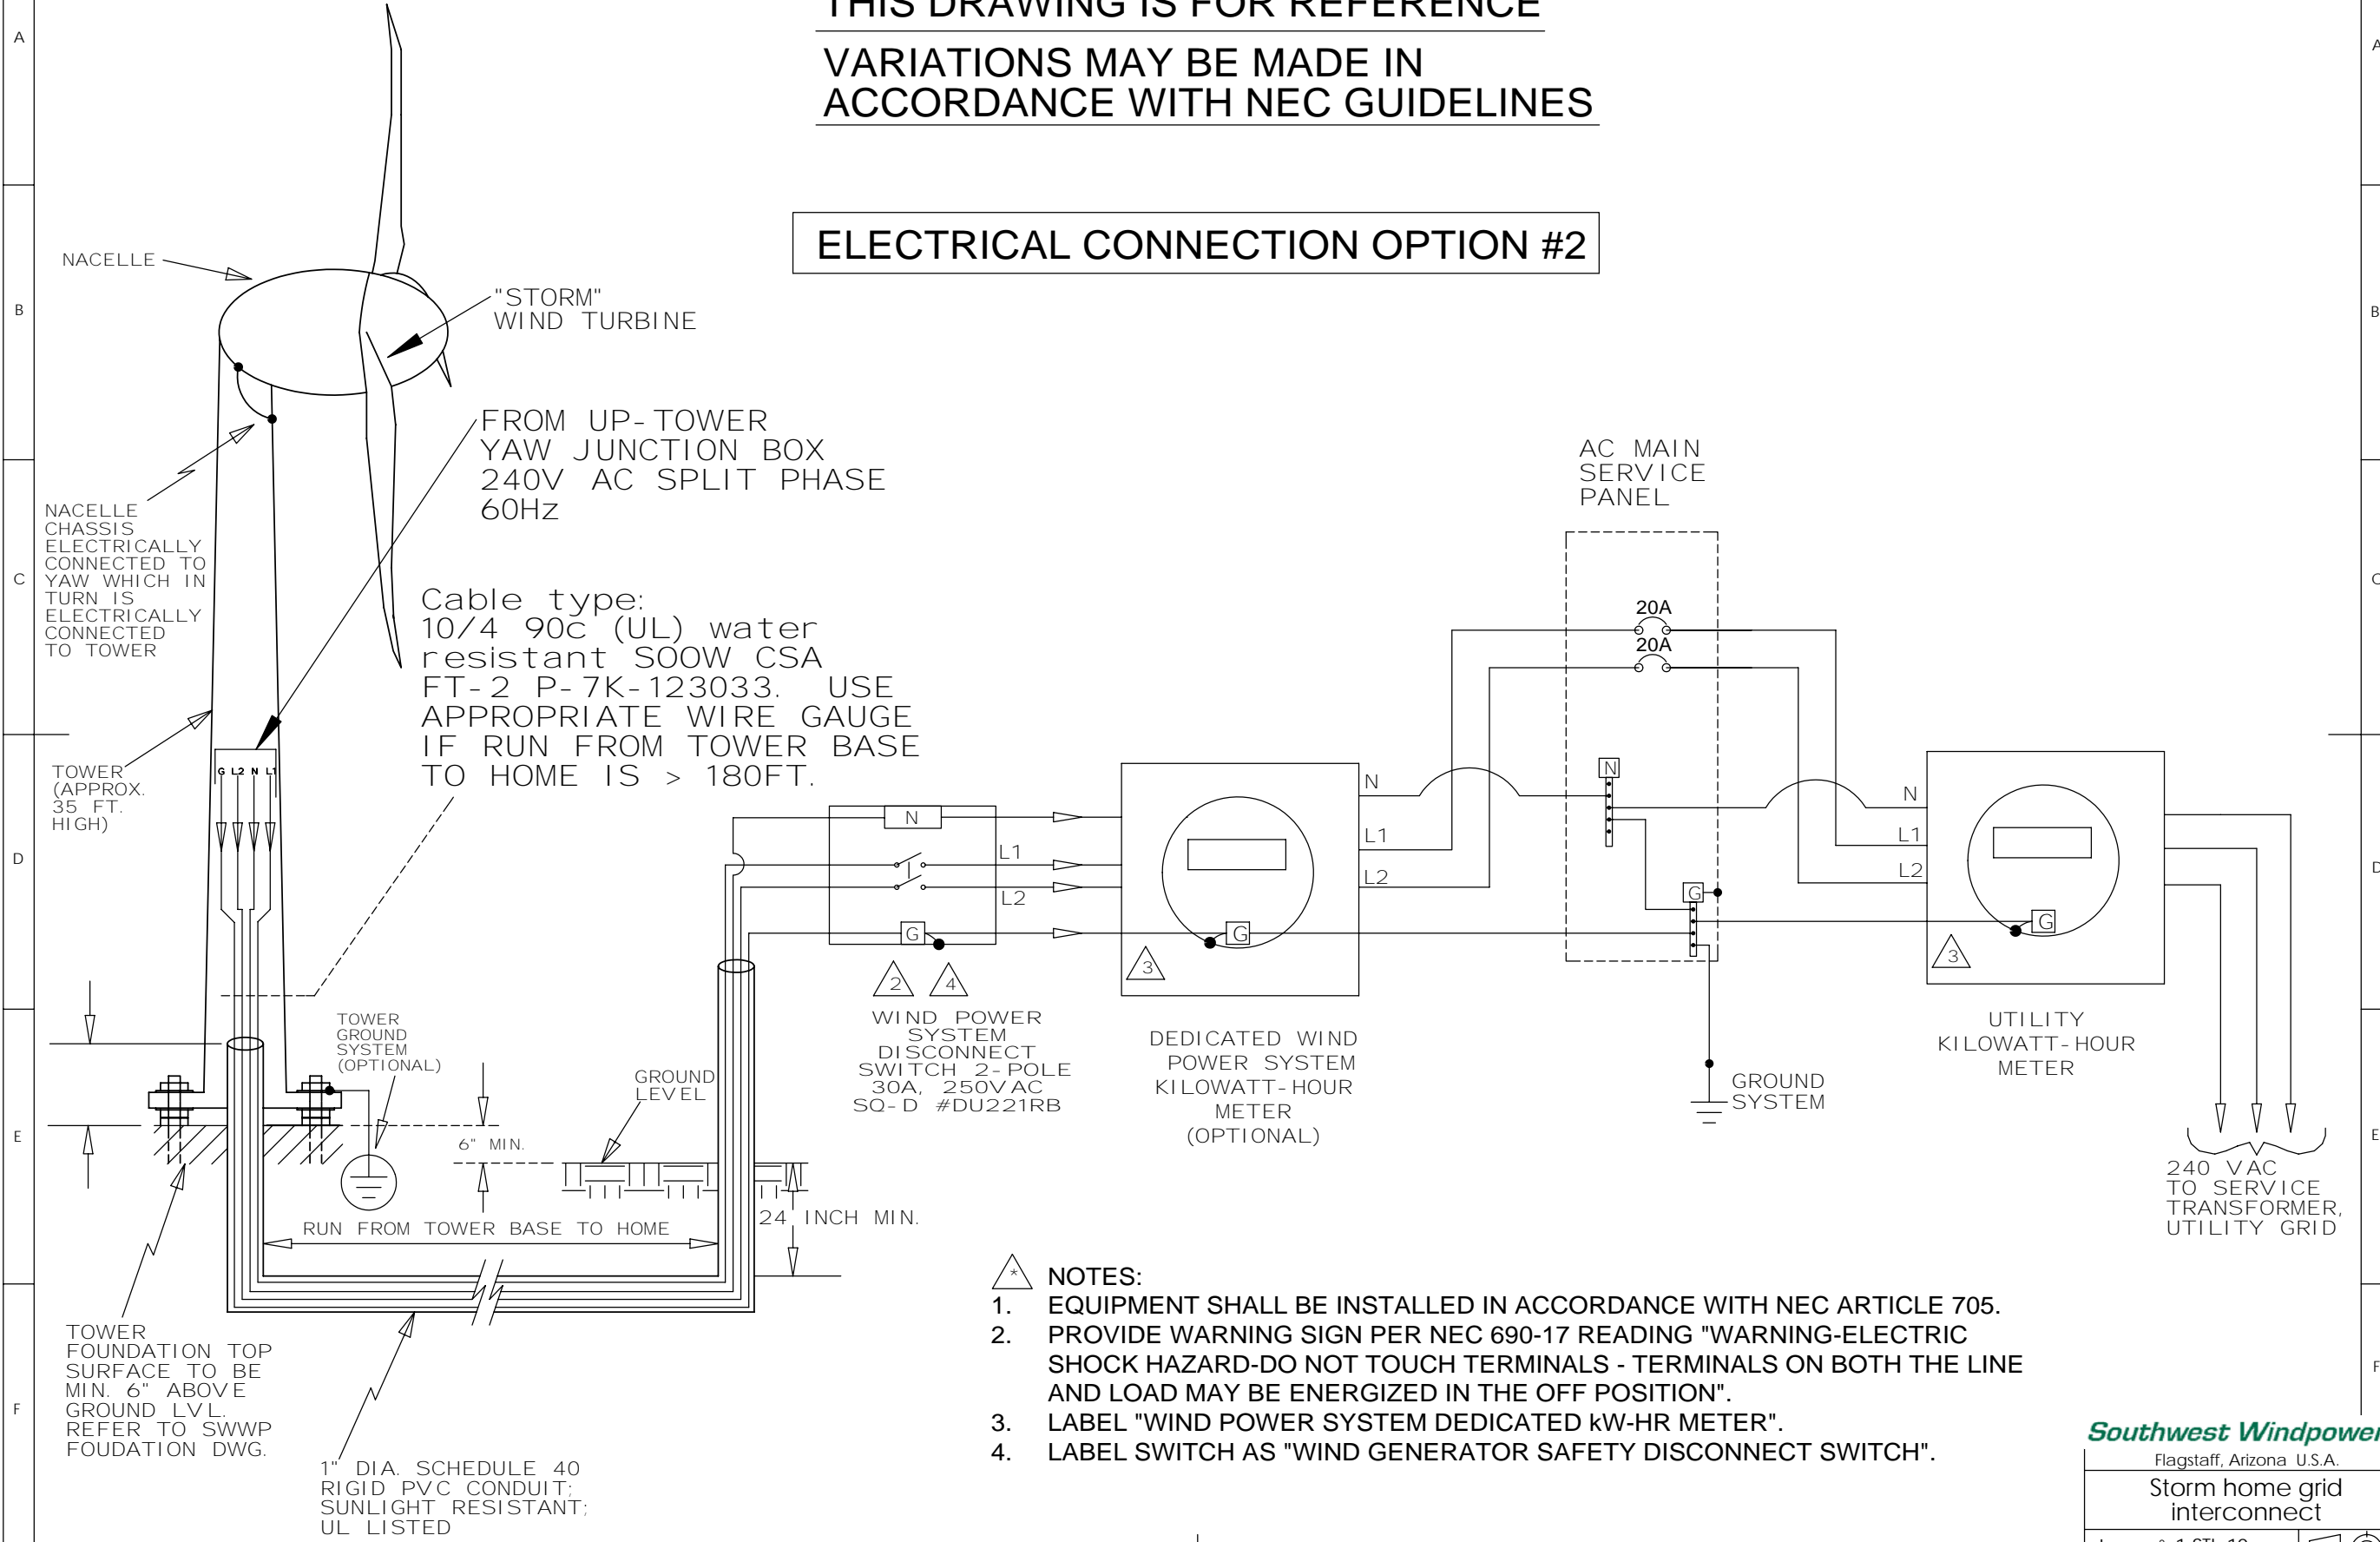 THIS DRAWING IS FOR REFERENCE
VARIATIONS MAY BE MADE IN
ACCORDANCE WITH NEC GUIDELINES
ELECTRICAL CONNECTION OPTION #2
A
A
B
B
C
C
D
D
E
E
F
F
NACELLE
"STORM"
WIND TURBINE
FROM UP-TOWER
YAW JUNCTION BOX
240V AC SPLIT PHASE
60Hz
NACELLE
CHASSIS
ELECTRICALLY
CONNECTED TO
YAW WHICH IN
TURN IS
ELECTRICALLY
CONNECTED
TO TOWER
Cable type:
10/4 90c (UL) water
resistant SOOW CSA
FT-2 P-7K-123033. USE
APPROPRIATE WIRE GAUGE
IF RUN FROM TOWER BASE
TO HOME IS > 180FT.
TOWER
(APPROX.
35 FT.
HIGH)
G L2 N L1
AC MAIN
SERVICE
PANEL
20A
20A
N
G
N
L1
L2
G
N
L1
L2
G
N
L1
L2
G
2
4
3
3
WIND POWER
SYSTEM
DISCONNECT
SWITCH 2-POLE
30A, 250VAC
SQ-D #DU221RB
DEDICATED WIND
POWER SYSTEM
KILOWATT-HOUR
METER
(OPTIONAL)
GROUND
SYSTEM
UTILITY
KILOWATT-HOUR
METER
240 VAC
TO SERVICE
TRANSFORMER,
UTILITY GRID
TOWER
GROUND
SYSTEM
(OPTIONAL)
6" MIN.
GROUND
LEVEL
24 INCH MIN.
RUN FROM TOWER BASE TO HOME
TOWER
FOUNDATION TOP
SURFACE TO BE
MIN. 6" ABOVE
GROUND LVL.
REFER TO SWWP
FOUDATION DWG.
1" DIA. SCHEDULE 40
RIGID PVC CONDUIT;
SUNLIGHT RESISTANT;
UL LISTED
* NOTES:
1. EQUIPMENT SHALL BE INSTALLED IN ACCORDANCE WITH NEC ARTICLE 705.
2. PROVIDE WARNING SIGN PER NEC 690-17 READING "WARNING-ELECTRIC
SHOCK HAZARD-DO NOT TOUCH TERMINALS - TERMINALS ON BOTH THE LINE
AND LOAD MAY BE ENERGIZED IN THE OFF POSITION".
3. LABEL "WIND POWER SYSTEM DEDICATED kW-HR METER".
4. LABEL SWITCH AS "WIND GENERATOR SAFETY DISCONNECT SWITCH".
Southwest Windpower
Flagstaff, Arizona U.S.A.
Storm home grid
interconnect